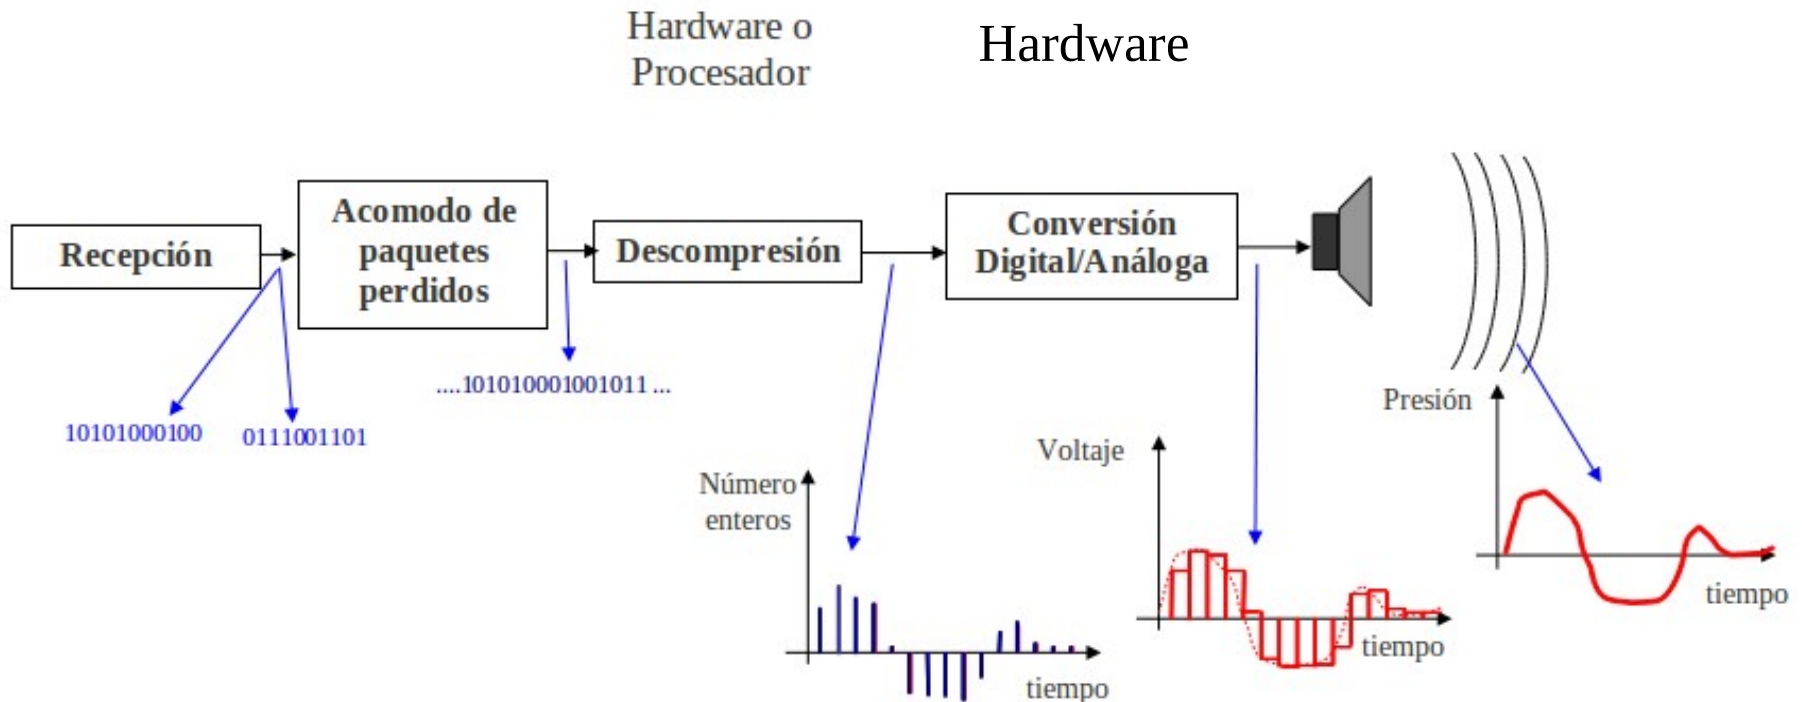 Hardware o
Procesador
Hardware
Recepción
Acomodo de
paquetes
perdidos
Descompresión
Conversión
Digital/Análoga
10101000100
0111001101
....101010001001011 ...
Número
enteros
tiempo
Voltaje
tiempo
Presión
tiempo